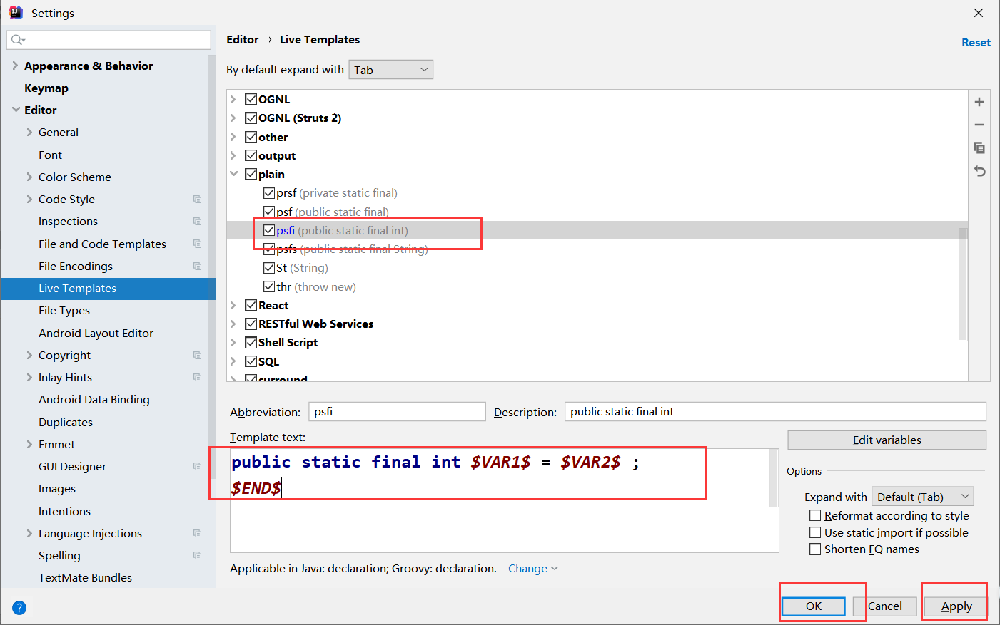 Settings
Editor › Live Templates
Reset
By default expand with Tab
Appearance & Behavior
Keymap
Editor
General
Font
Color Scheme
Code Style
Inspections
File and Code Templates
File Encodings
Live Templates
File Types
Android Layout Editor
Copyright
Inlay Hints
Android Data Binding
Duplicates
Emmet
GUI Designer
Images
Intentions
Language Injections
Spelling
TextMate Bundles
OGNL
OGNL (Struts 2)
other
output
plain
prsf (private static final)
psf (public static final)
psfi (public static final int)
psfs (public static final String)
St (String)
thr (throw new)
React
RESTful Web Services
Shell Script
SQL
surround
Abbreviation: psfi Description: public static final int
Template text:
public static final int $VAR1$ = $VAR2$ ;
$END$
Edit variables
Options
Expand with Default (Tab)
Reformat according to style
Use static import if possible
Shorten FQ names
Applicable in Java: declaration; Groovy: declaration. Change
? OK Cancel Apply